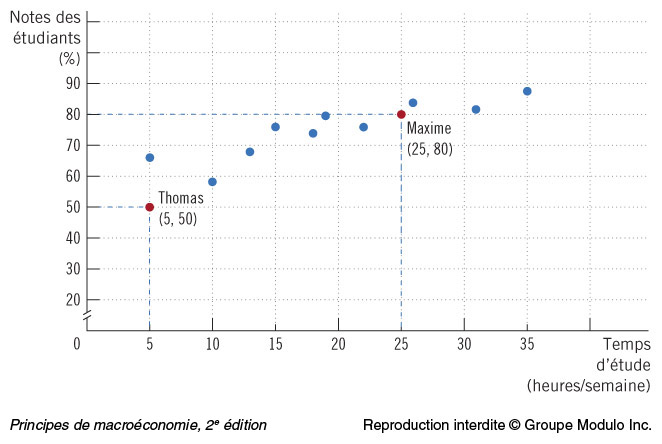 Notes des
étudiants
(%)
90
80
70
60
50
40
30
20
Maxime
(25, 80)
Thomas
(5, 50)
0 5 10 15 20 25 30 35 Temps
d’étude
(heures/semaine)
Principes de macroéconomie, 2e édition Reproduction interdite © Groupe Modulo Inc.